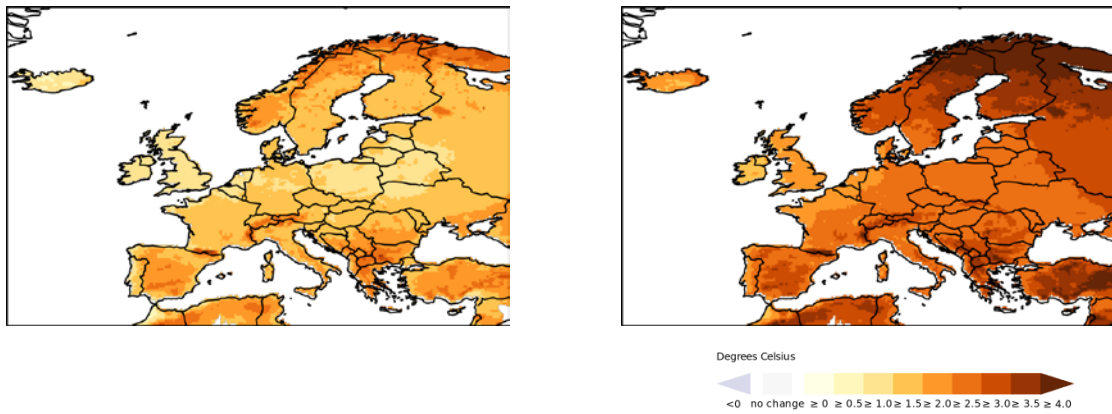 Degrees Celsius
<0 no change ≥ 0 ≥ 0.5 ≥ 1.0 ≥ 1.5 ≥ 2.0 ≥ 2.5 ≥ 3.0 ≥ 3.5 ≥ 4.0